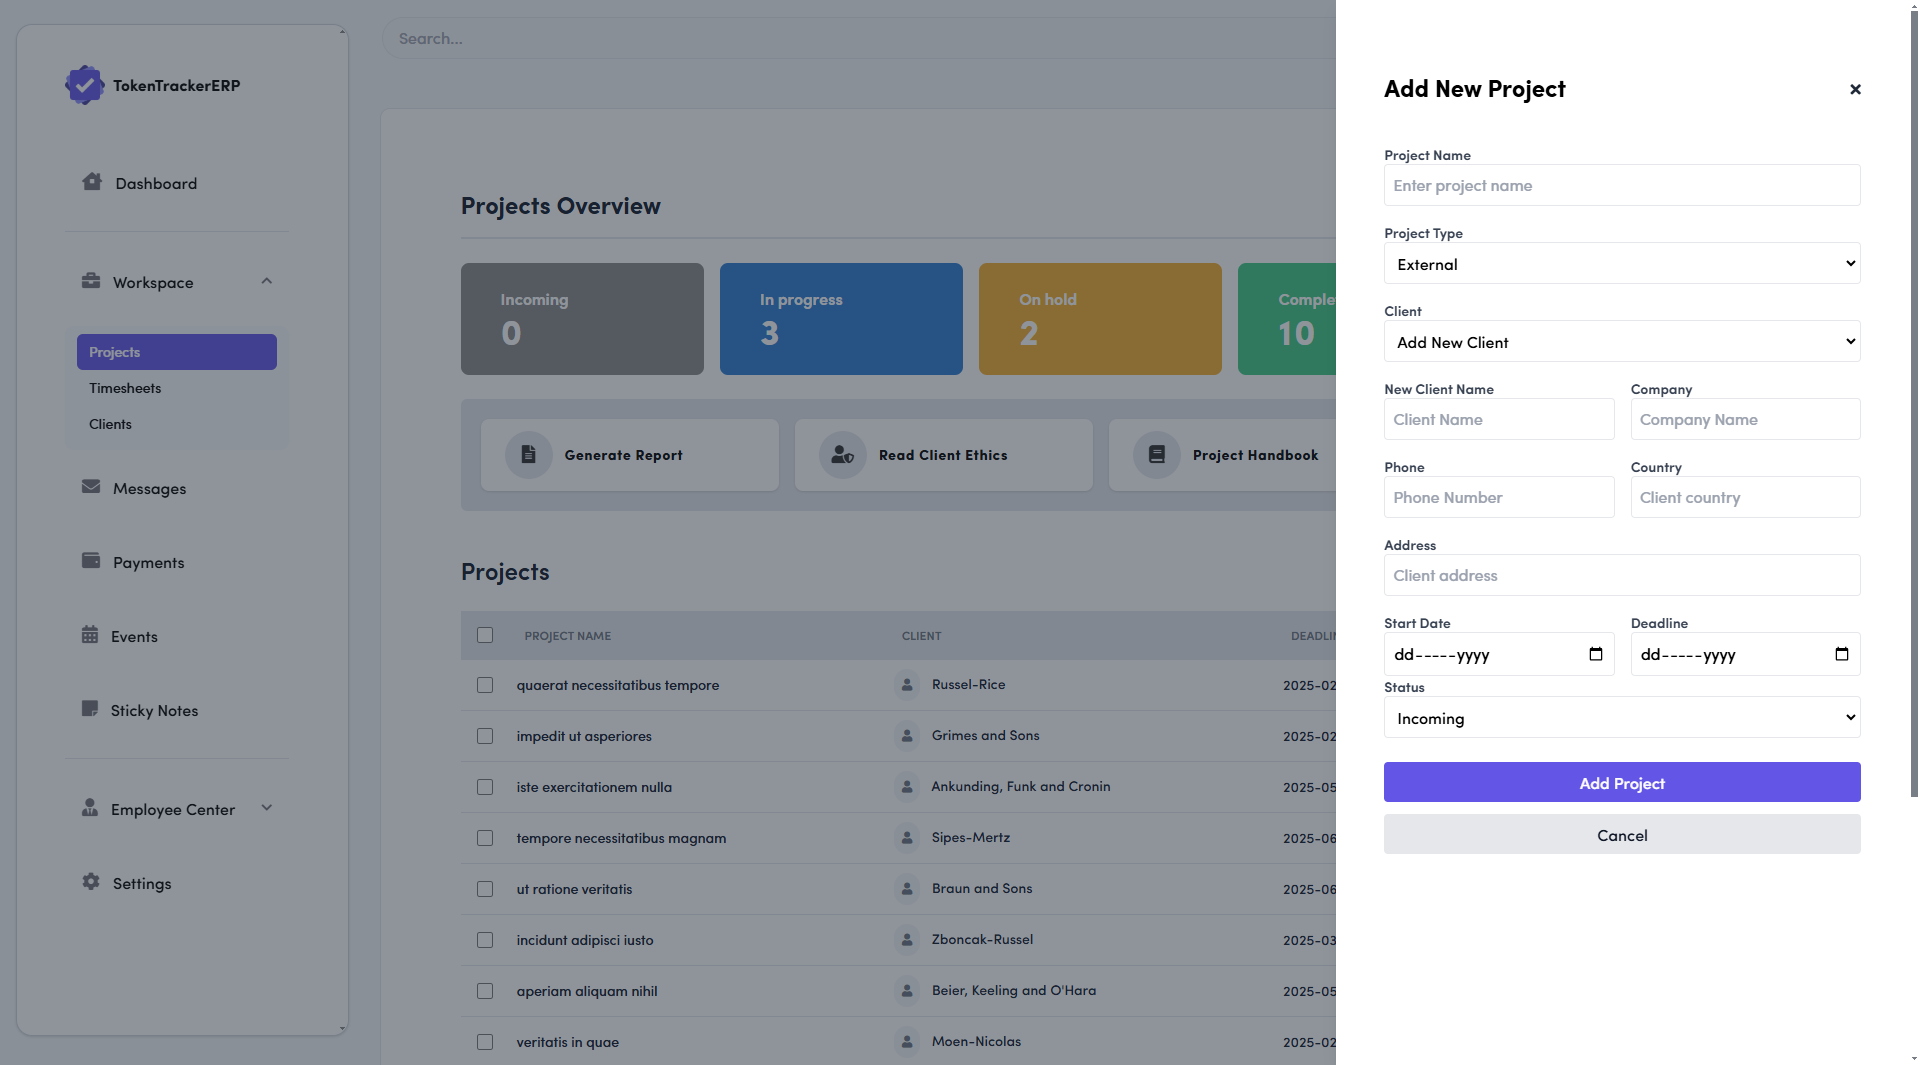 TokenTrackerERP
Dashboard
Workspace
Projects
Timesheets
Clients
Messages
Payments
Events
Sticky Notes
Employee Center
Settings
Search...
Projects Overview
Incoming
0
In progress
3
On hold
2
10
Generate Report
Read Client Ethics
Project Handbook
Projects
PROJECT NAME CLIENT
quaerat necessitatibus tempore Russel-Rice 2025-02
impedit ut asperiores Grimes and Sons 2025-02
iste exercitationem nulla Ankunding, Funk and Cronin 2025-05
tempore necessitatibus magnam Sipes-Mertz 2025-06
ut ratione veritatis Braun and Sons 2025-06
incidunt adipisci iusto Zboncak-Russel 2025-03
aperiam aliquam nihil Beier, Keeling and O'Hara 2025-05
veritatis in quae Moen-Nicolas 2025-02
Add New Project
×
Project Name
Enter project name
Project Type
External
Client
Add New Client
New Client Name Company
Client Name Company Name
Phone Country
Phone Number Client country
Address
Client address
Start Date Deadline
dd-----yyyy dd-----yyyy
Status
Incoming
Add Project
Cancel